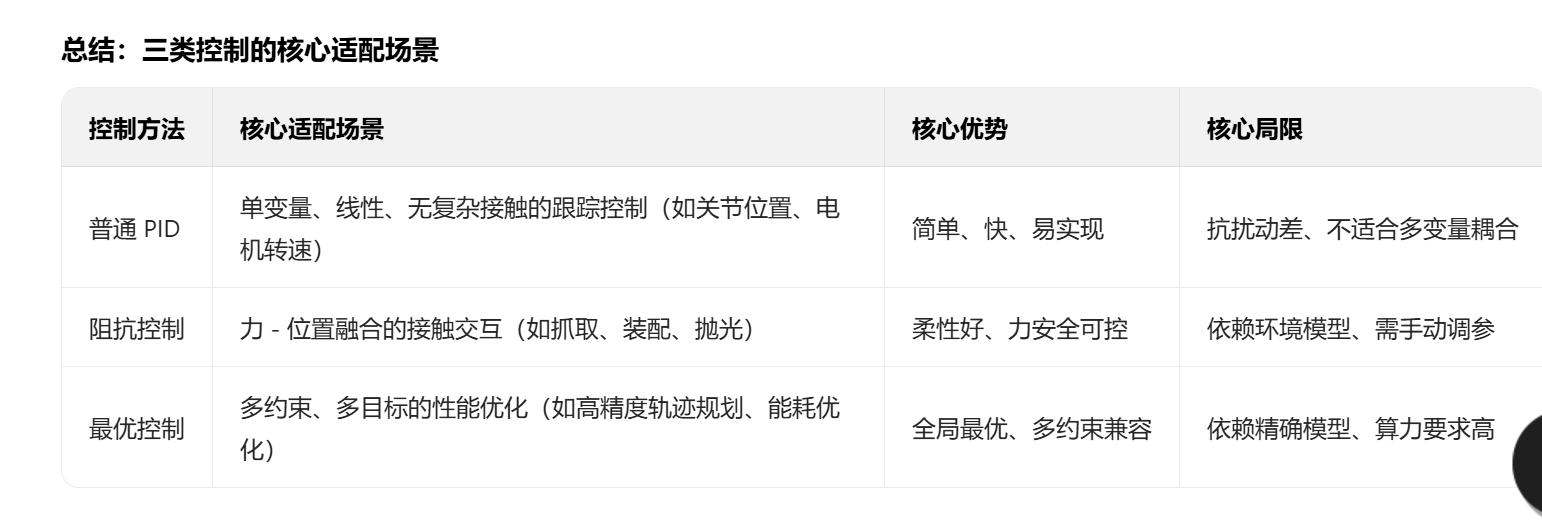 总结：三类控制的核心适配场景
控制方法 核心适配场景 核心优势 核心局限
普通 PID 单变量、线性、无复杂接触的跟踪控制（如关节位置、电 简单、快、易实现 抗扰动差、不适合多变量耦合
机转速）
阻抗控制 力 - 位置融合的接触交互（如抓取、装配、抛光） 柔性好、力安全可控 依赖环境模型、需手动调参
最优控制 多约束、多目标的性能优化（如高精度轨迹规划、能耗优 全局最优、多约束兼容 依赖精确模型、算力要求高
化）